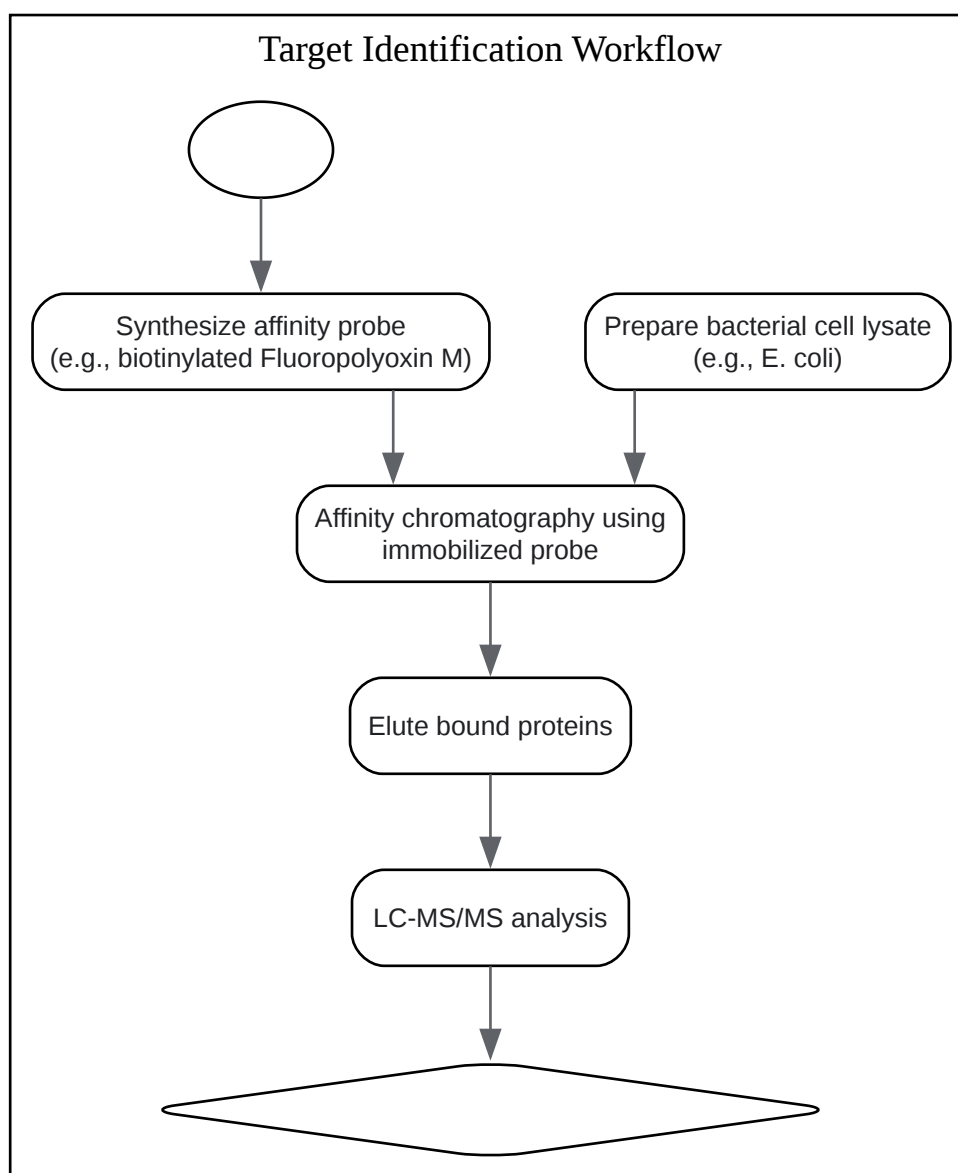 Target Identification Workflow
Synthesize affinity probe
(e.g., biotinylated Fluoropolyoxin M)
Prepare bacterial cell lysate
(e.g., E. coli)
Affinity chromatography using
immobilized probe
Elute bound proteins
LC-MS/MS analysis